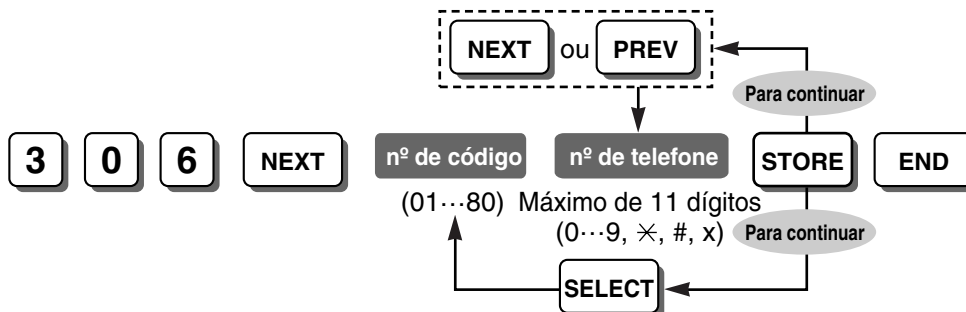 NEXT ou PREV
Para continuar
3 0 6 NEXT nº de código nº de telefone STORE END
(01···80) Máximo de 11 dígitos
(0···9, ✳, #, x) Para continuar
SELECT